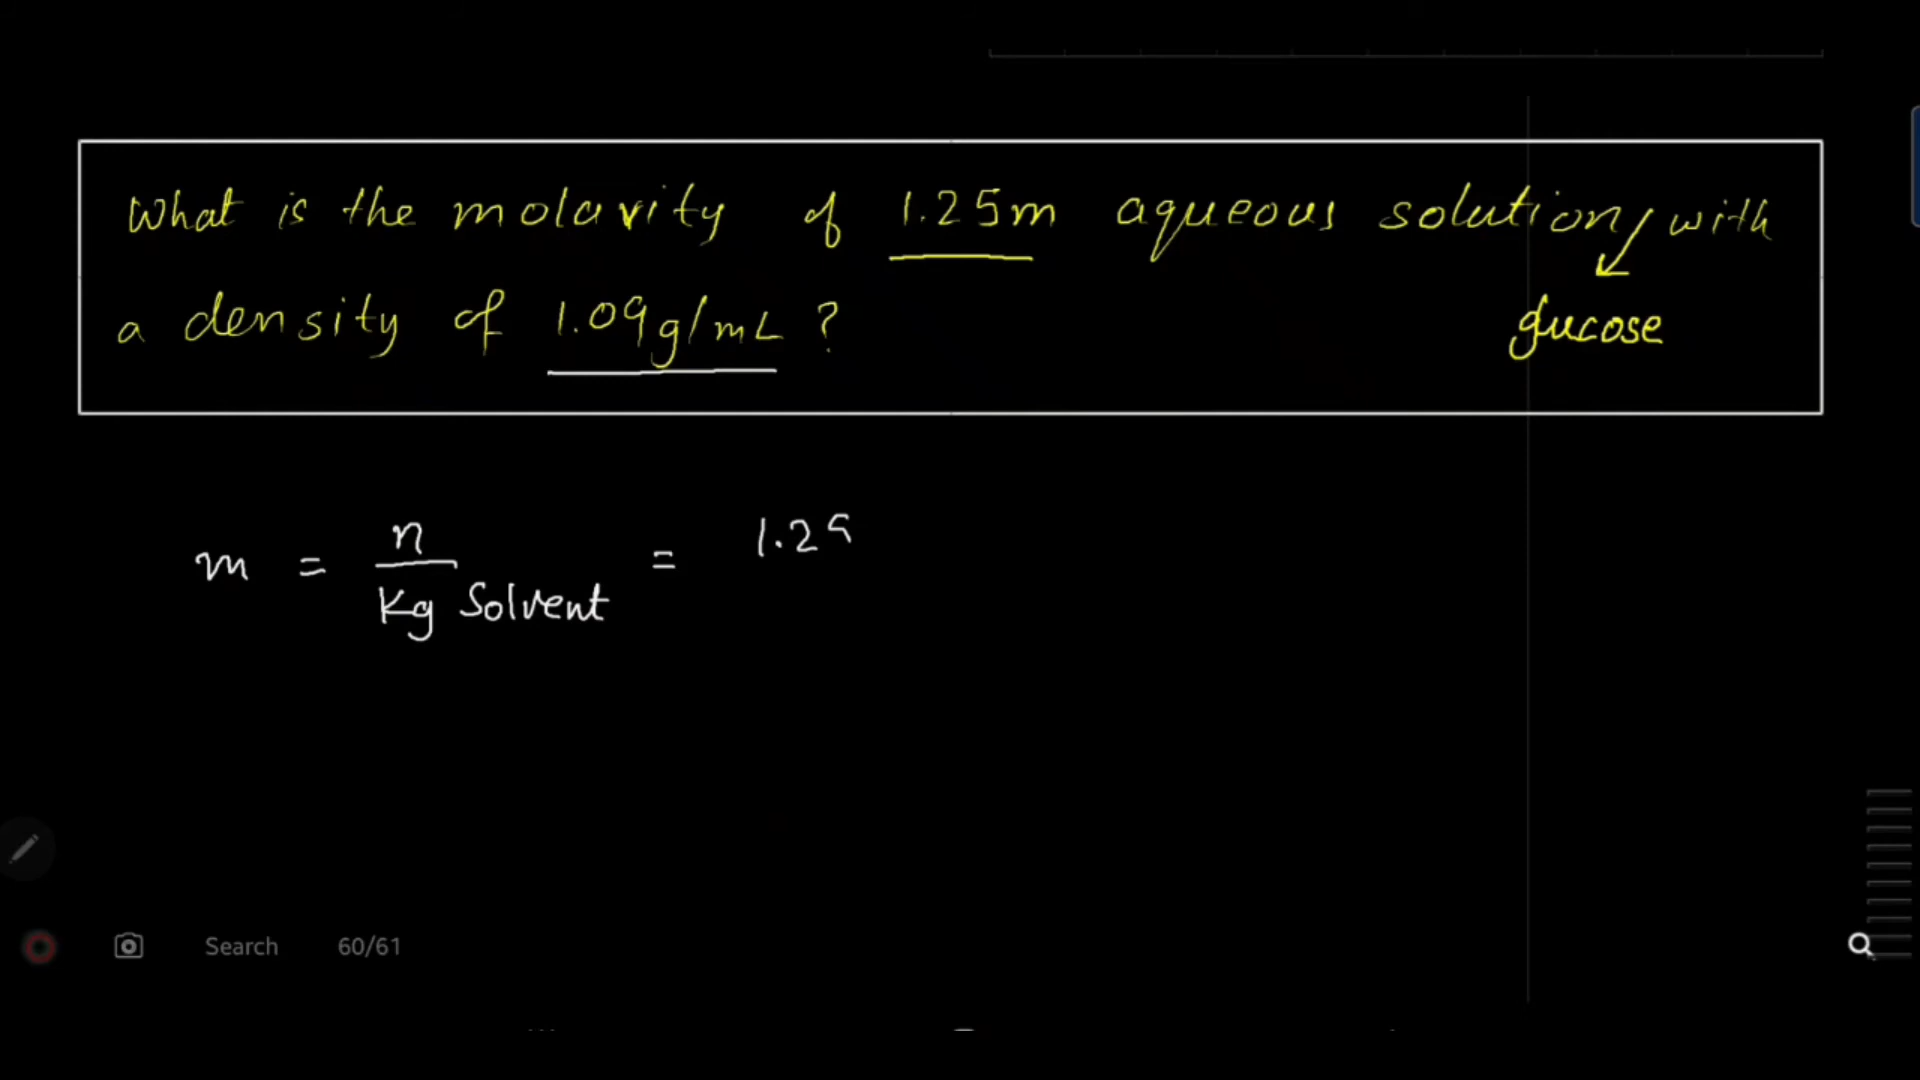 What is the molarity of 1.25m aqueous solution, with
a density of 1.09g/mL ?
glucose
m = n / Kg Solvent = 1.29
Search 60/61